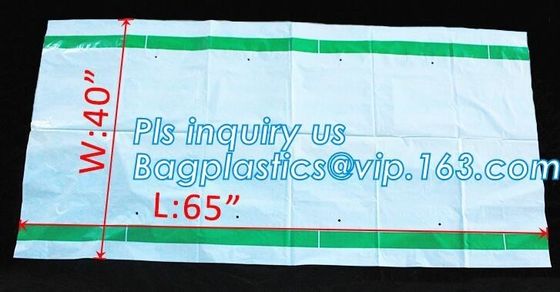 W:40”
Pls inquiry us
Bagplastics@vip.163.com
L:65”